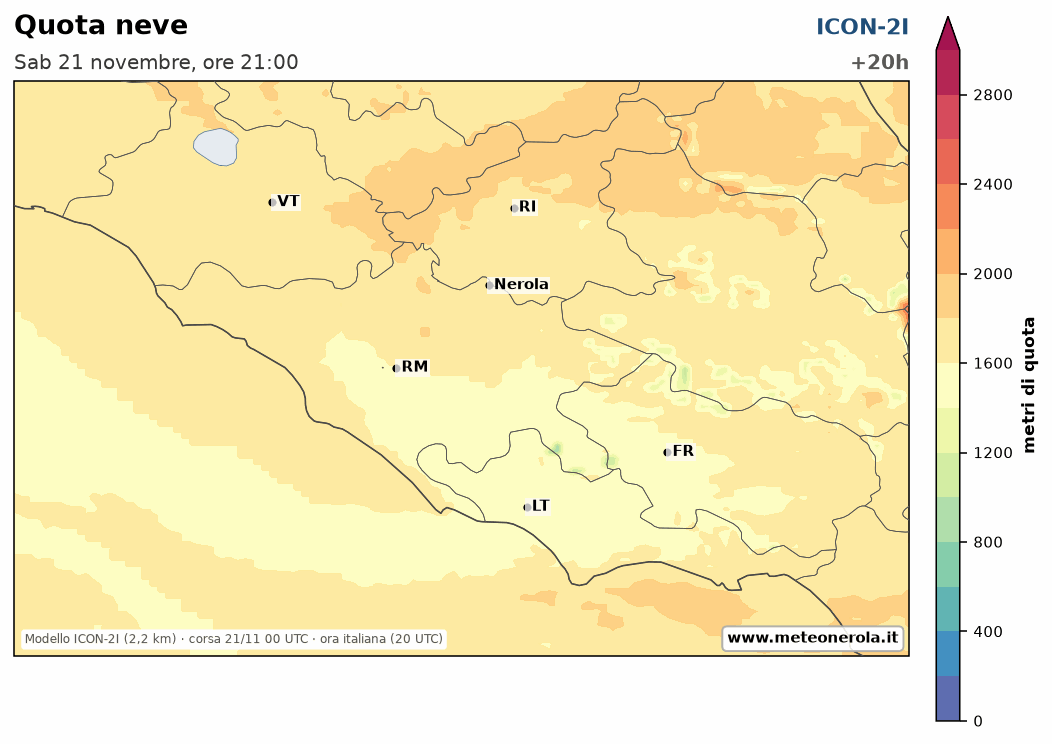 Quota neve
ICON-2I
Sab 21 novembre, ore 21:00
+20h
2800
2400
2000
1600
1200
800
400
0
metri di quota
VT
RI
Nerola
RM
FR
LT
Modello ICON-2I (2,2 km) · corsa 21/11 00 UTC · ora italiana (20 UTC)
www.meteonerola.it